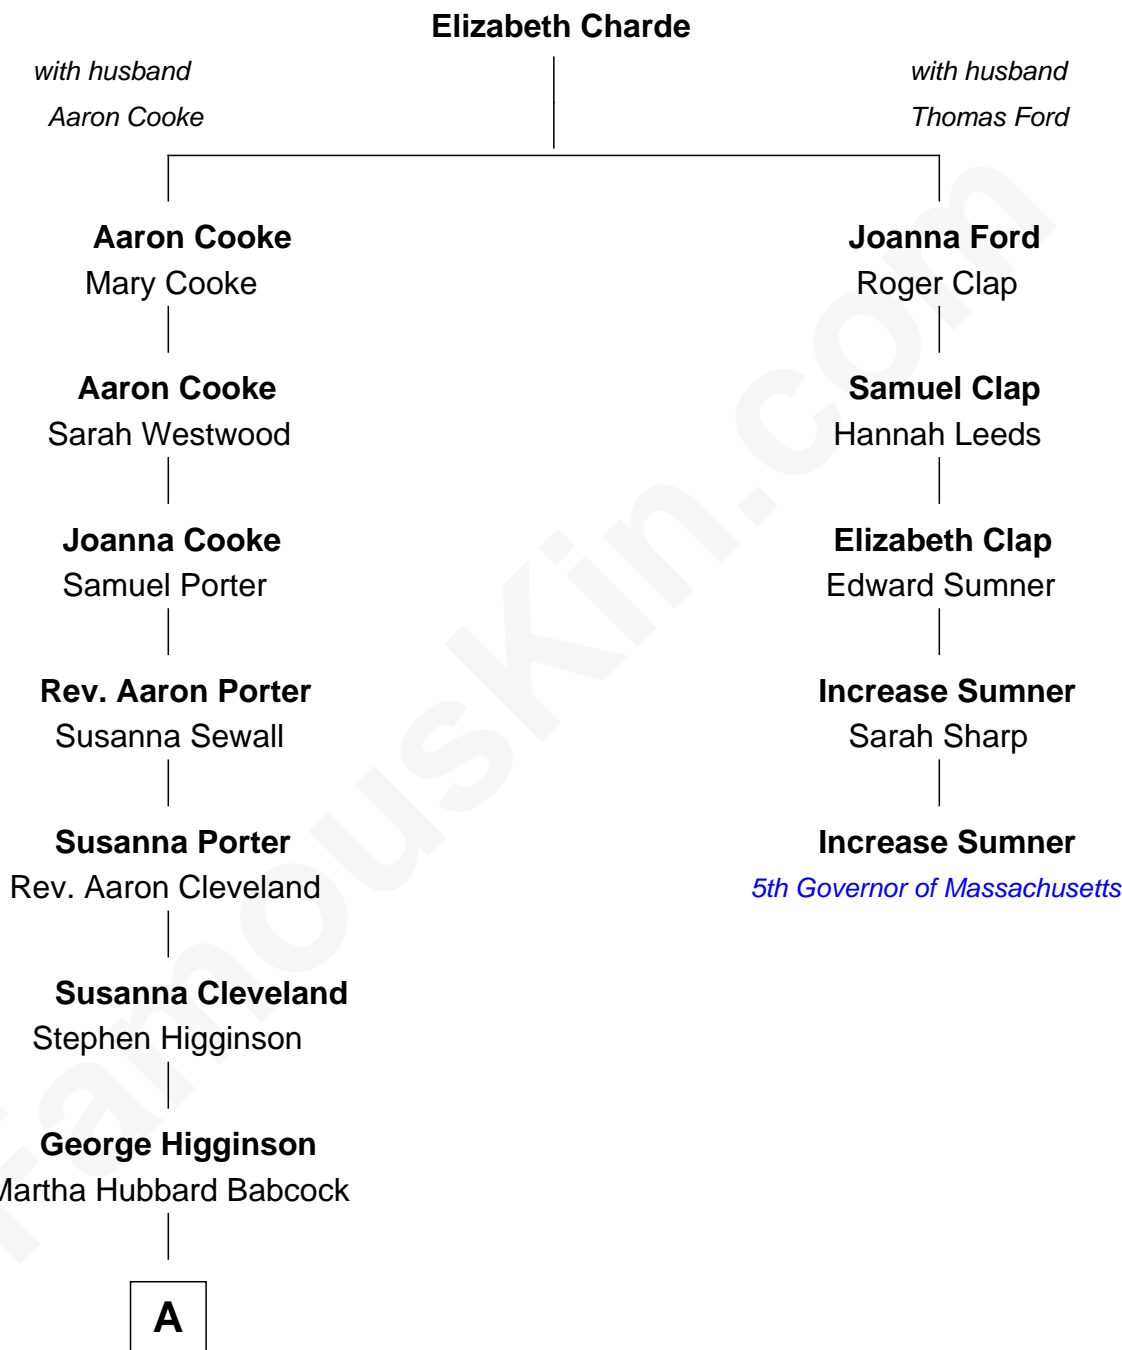 Elizabeth Charde
with husband
Aaron Cooke
with husband
Thomas Ford
Aaron Cooke
Mary Cooke
Joanna Ford
Roger Clap
Aaron Cooke
Sarah Westwood
Samuel Clap
Hannah Leeds
Joanna Cooke
Samuel Porter
Elizabeth Clap
Edward Sumner
Rev. Aaron Porter
Susanna Sewall
Increase Sumner
Sarah Sharp
Susanna Porter
Rev. Aaron Cleveland
Increase Sumner
5th Governor of Massachusetts
Susanna Cleveland
Stephen Higginson
George Higginson
Martha Hubbard Babcock
A
FamousKin.com